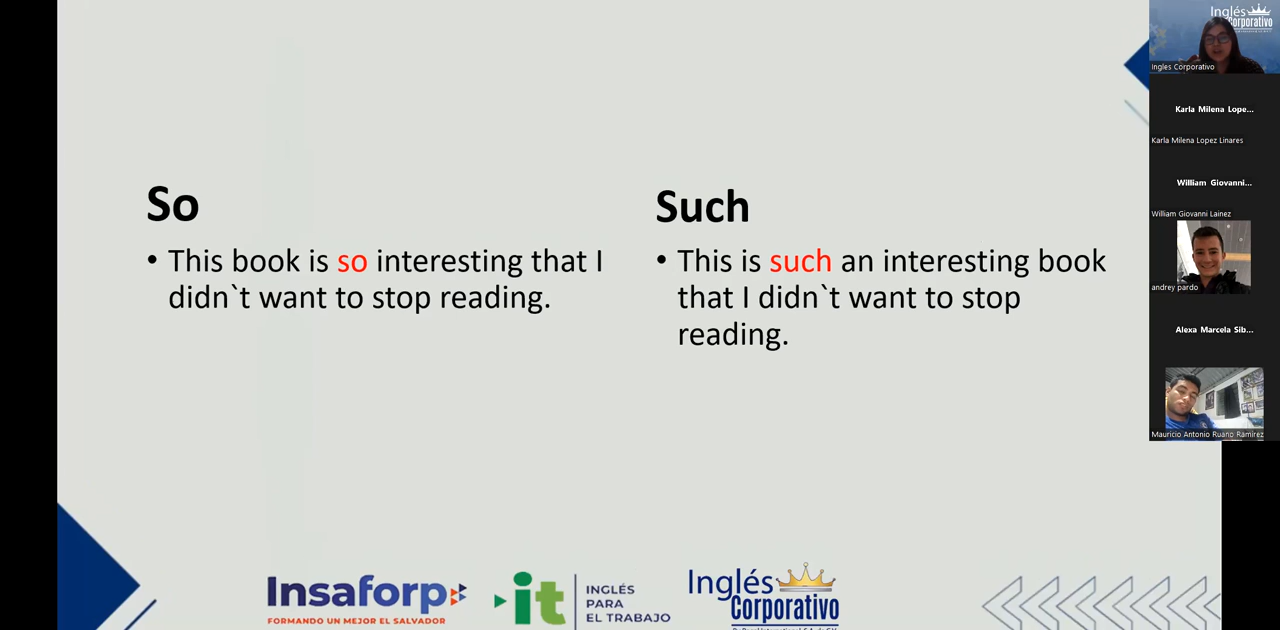 So
• This book is so interesting that I
didn`t want to stop reading.
Such
• This is such an interesting book
that I didn`t want to stop
reading.
Insaforp
FORMANDO UN MEJOR EL SALVADOR
it
INGLÉS
PARA
EL TRABAJO
Inglés
Corporativo
Inglés
Corporativo
Ingles Corporativo
Karla Milena Lope...
Karla Milena Lopez Linares
William Giovanni...
William Giovanni Lainez
andrey pardo
Alexa Marcela Sib...
Mauricio Antonio Ruano Ramírez